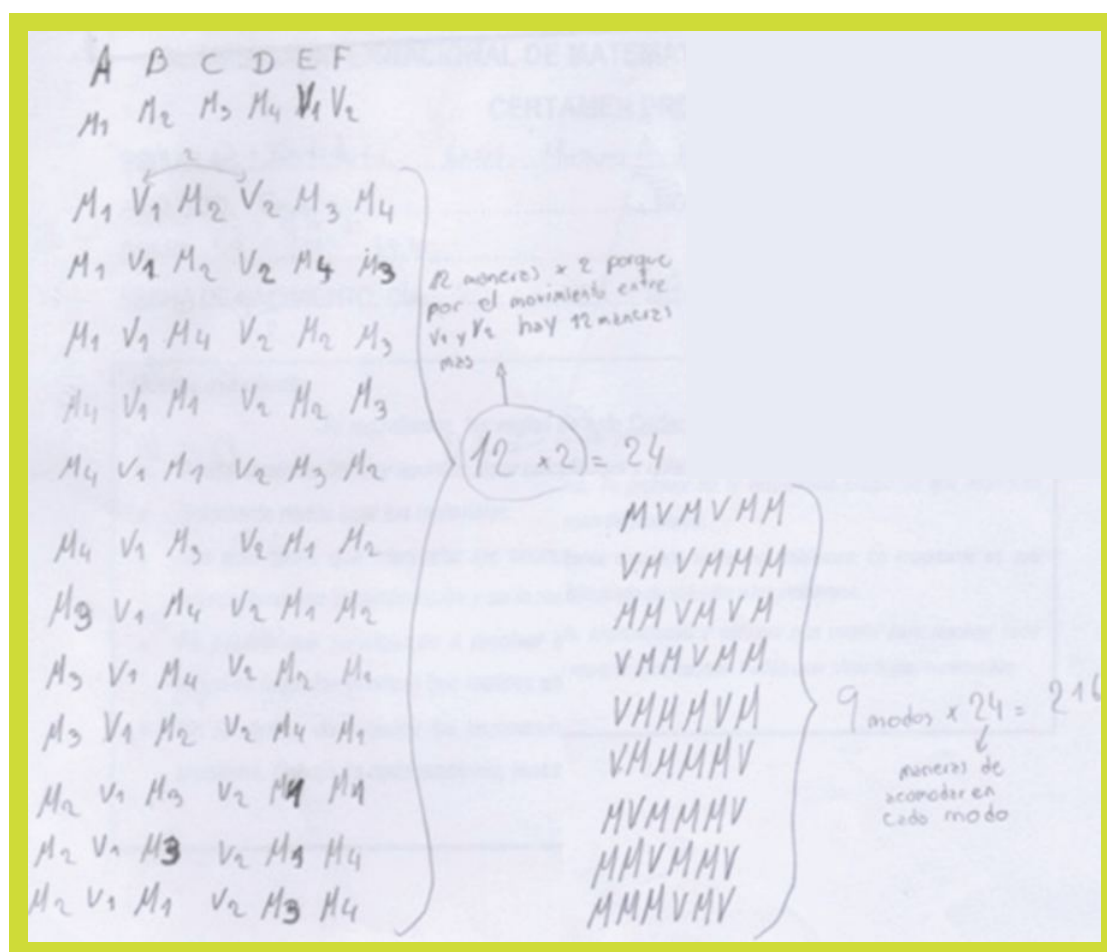 NACIONAL DE MATEMÁT
CERTAMEN
A B C D E F
M1 M2 M3 M4 V1 V2
M1 V1 M2 V2 M3 M4
M1 V1 M2 V2 M4 M3
M1 V1 M4 V2 M2 M3
M4 V1 M1 V2 M2 M3
M4 V1 M1 V2 M3 M2
M4 V1 M3 V2 M1 M2
M3 V1 M4 V2 M1 M2
M3 V1 M4 V2 M2 M1
M3 V1 M2 V2 M4 M1
M2 V1 M3 V2 M4 M1
M2 V1 M3 V2 M1 M4
M2 V1 M1 V2 M3 M4
12 maneras x 2 porque
por el movimiento entre
V1 y V2 hay 12 maneras
mas
12 x 2 = 24
MVMVMM
VMVMMM
MMVMVM
VMMVMM
VMMMVM
VMMMMV
MVMMMV
MMVMMV
MMMVMV
9 modos x 24 = 216
maneras de
acomodar en
cada modo